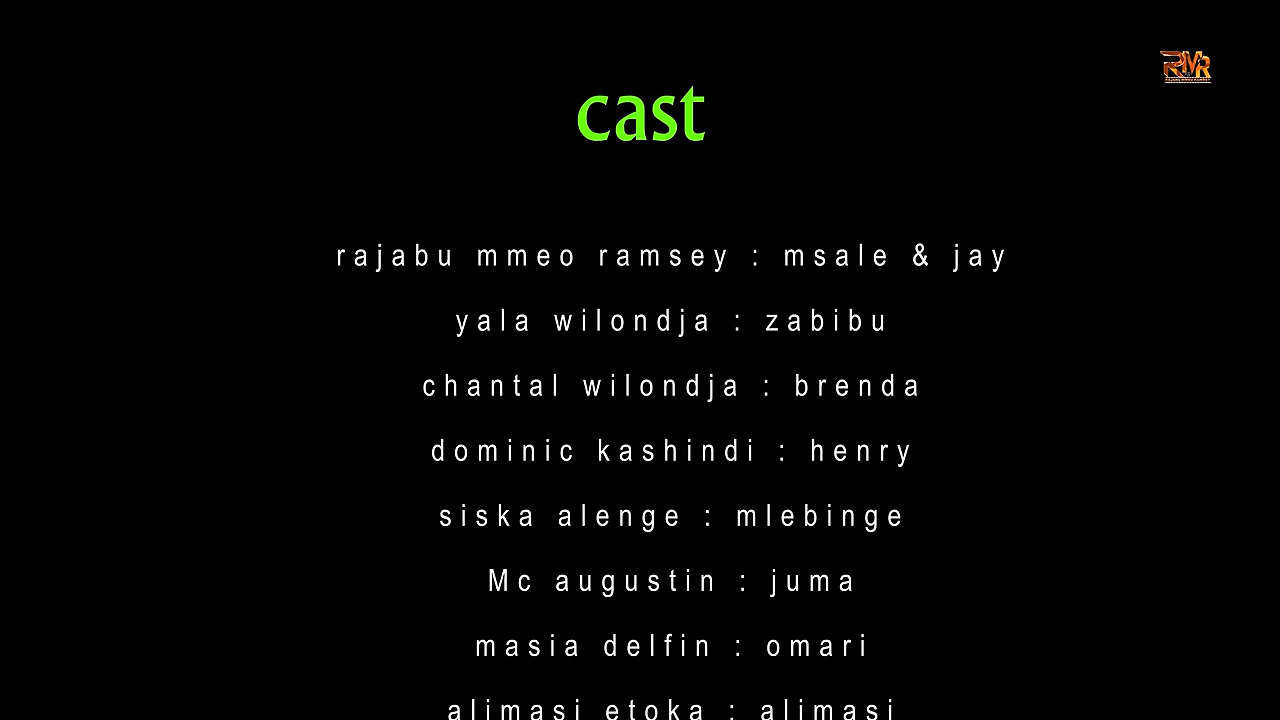 RMR
cast
rajabu mmeo ramsey : msale & jay
yala wilondja : zabibu
chantal wilondja : brenda
dominic kashindi : henry
siska alenge : mlebinge
Mc augustin : juma
masia delfin : omari
alimasi etoka : alimasi